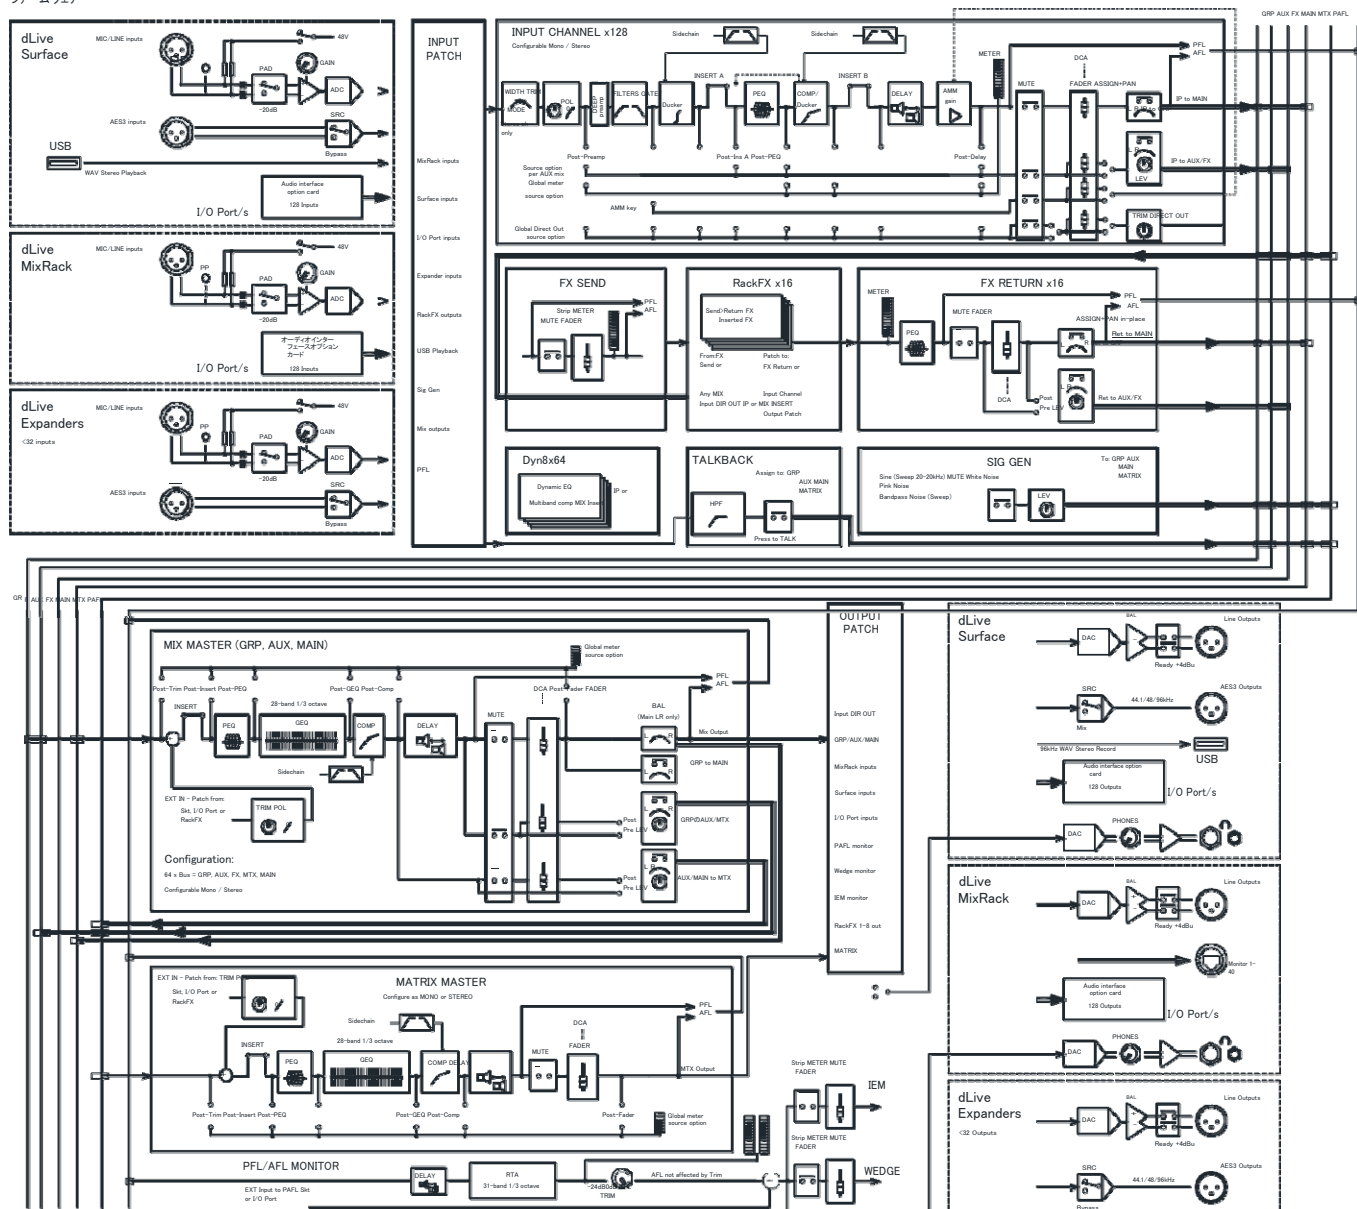 dLive
Surface
MIC/LINE inputs
48V
GAIN
PAD
ADC
-20dB
AES3 inputs
SRC
Bypass
USB
WAV Stereo Playback
Audio interface
option card
128 Inputs
I/O Port/s
dLive
MixRack
MIC/LINE inputs
48V
PP
GAIN
PAD
ADC
-20dB
オーディオインター
フェースオプション
カード
128 Inputs
I/O Port/s
dLive
Expanders
<32 inputs
MIC/LINE inputs
48V
PP
GAIN
PAD
ADC
-20dB
AES3 inputs
SRC
Bypass
INPUT
PATCH
MixRack inputs
Surface inputs
I/O Port inputs
Expander inputs
RackFX outputs
USB Playback
Sig Gen
Mix outputs
PFL
GRP AUX FX MAIN MTX PAFL
INPUT CHANNEL x128
Configurable Mono / Stereo
Sidechain
Sidechain
METER
PFL
AFL
DCA
WIDTH TRIM
MODE
only
POL
FILTERS GATE
Ducker
INSERT A
PEQ
COMP/
Ducker
INSERT B
DELAY
AMM
gain
MUTE
FADER ASSIGN+PAN
IP to MAIN
L R
IP to AUX/FX
LEV
TRIM DIRECT OUT
Post-Preamp
Post-Ins A Post-PEQ
Post-Delay
Source option
per AUX mix
Global meter
source option
AMM key
Global Direct Out
source option
FX SEND
Strip METER
MUTE FADER
PFL
AFL
RackFX x16
Send>Return FX
Inserted FX
From:FX
Send or
Patch to:
FX Return or
Any MIX
Input Channel
Input DIR OUT IP or MIX INSERT
Output Patch
FX RETURN x16
METER
PFL
AFL
PEQ
MUTE FADER
ASSIGN+PAN in-place
L R
Ret to MAIN
DCA
Post
Pre LEV
L R
Ret to AUX/FX
Dyn8x64
Dynamic EQ
Multiband comp MIX Insert
IP or
TALKBACK
Assign to: GRP
AUX MAIN
MATRIX
HPF
Press to TALK
SIG GEN
To: GRP AUX
MAIN
MATRIX
Sine (Sweep 20-20kHz) MUTE White Noise
Pink Noise
Bandpass Noise (Sweep)
LEV
MIX MASTER (GRP, AUX, MAIN)
Global meter
source option
Post-Trim Post-Insert Post-PEQ
Post-GEQ Post-Comp
DCA Post-Fader FADER
PFL
AFL
INSERT
28-band 1/3 octave
PEQ
GEQ
COMP
DELAY
MUTE
BAL
(Main LR only)
L R
Mix Output
Sidechain
L R
GRP to MAIN
EXT IN - Patch from:
Skt, I/O Port or
RackFX
TRIM POL
Post
Pre LEV
L R
GRPのAUX/MTX
Configuration:
64 x Bus = GRP, AUX, FX, MTX, MAIN
Configurable Mono / Stereo
Post
Pre LEV
L R
AUX/MAIN to MTX
OUTPUT
PATCH
Input DIR OUT
GRP/AUX/MAIN
MixRack inputs
Surface inputs
I/O Port inputs
PAFL monitor
Wedge monitor
IEM monitor
RackFX 1-8 out
MATRIX
MATRIX MASTER
Configure as MONO or STEREO
EXT IN - Patch from: TRIM
Skt, I/O Port or
RackFX
Sidechain
PFL
AFL
28-band 1/3 octave
DCA
INSERT
PEQ
GEQ
COMP DELAY
MUTE
FADER
MTX Output
Post-Trim Post-Insert Post-PEQ
Post-GEQ Post-Comp
Post-Fader
Global meter
source option
PFL/AFL MONITOR
EXT Input to PAFL Skt
or I/O Port
DELAY
RTA
31-band 1/3 octave
TRIM
AFL not affected by Trim
Strip METER MUTE
FADER
IEM
Strip METER MUTE
FADER
WEDGE
dLive
Surface
BAL
Line Outputs
DAC
Ready +4dBu
SRC
44.1/48/96kHz
AES3 Outputs
Mix
96kHz WAV Stereo Record
USB
Audio interface option
card
128 Outputs
I/O Port/s
PHONES
DAC
dLive
MixRack
BAL
Line Outputs
DAC
Ready +4dBu
Monitor 1-
40
Audio interface
option card
128 Outputs
I/O Port/s
PHONES
DAC
dLive
Expanders
<32 Outputs
BAL
Line Outputs
DAC
Ready +4dBu
SRC
44.1/48/96kHz
AES3 Outputs
Bypass